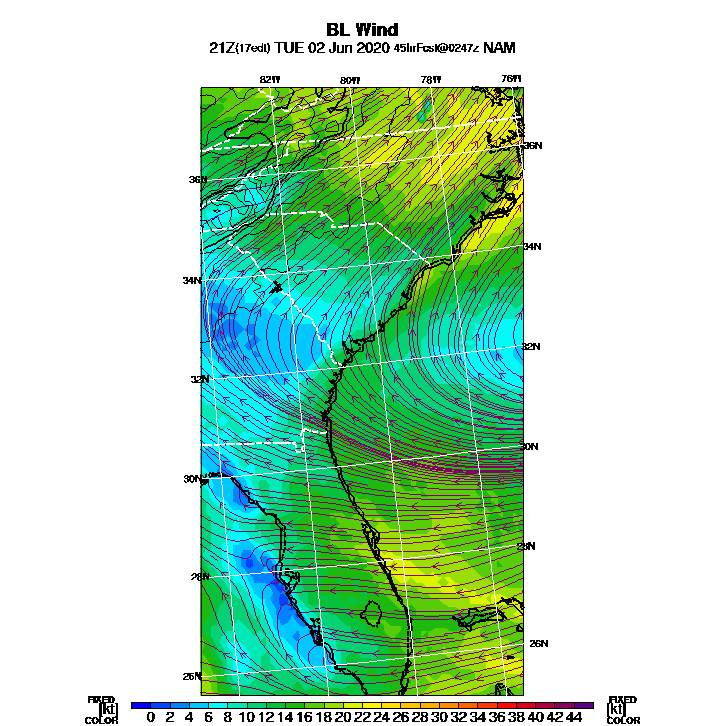 BL Wind
21Z(17edt) TUE 02 Jun 2020 45hrFcst@0247z NAM
82W 80W 78W 76W
36N
36N
34N
34N
32N
32N
30N
30N
28N
28N
26N
26N
FIXED FIXED
[kt] 0 2 4 6 8 10 12 14 16 18 20 22 24 26 28 30 32 34 36 38 40 42 44 [kt]
COLOR COLOR